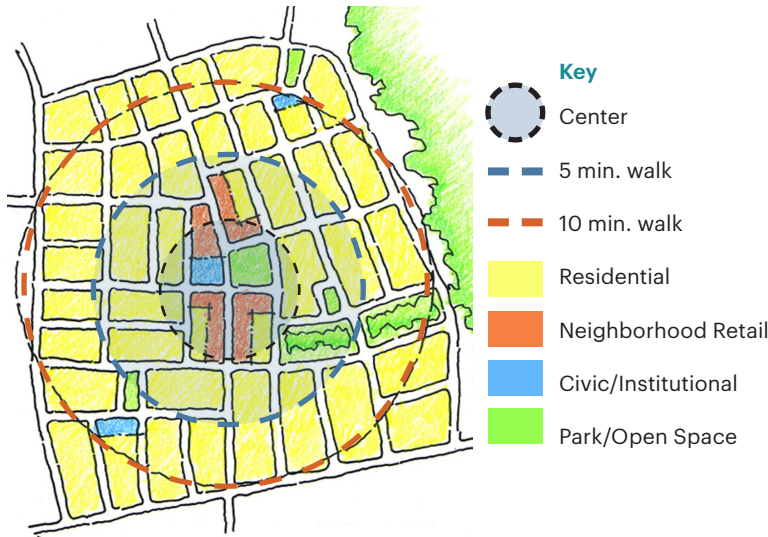 Key
Center
5 min. walk
10 min. walk
Residential
Neighborhood Retail
Civic/Institutional
Park/Open Space